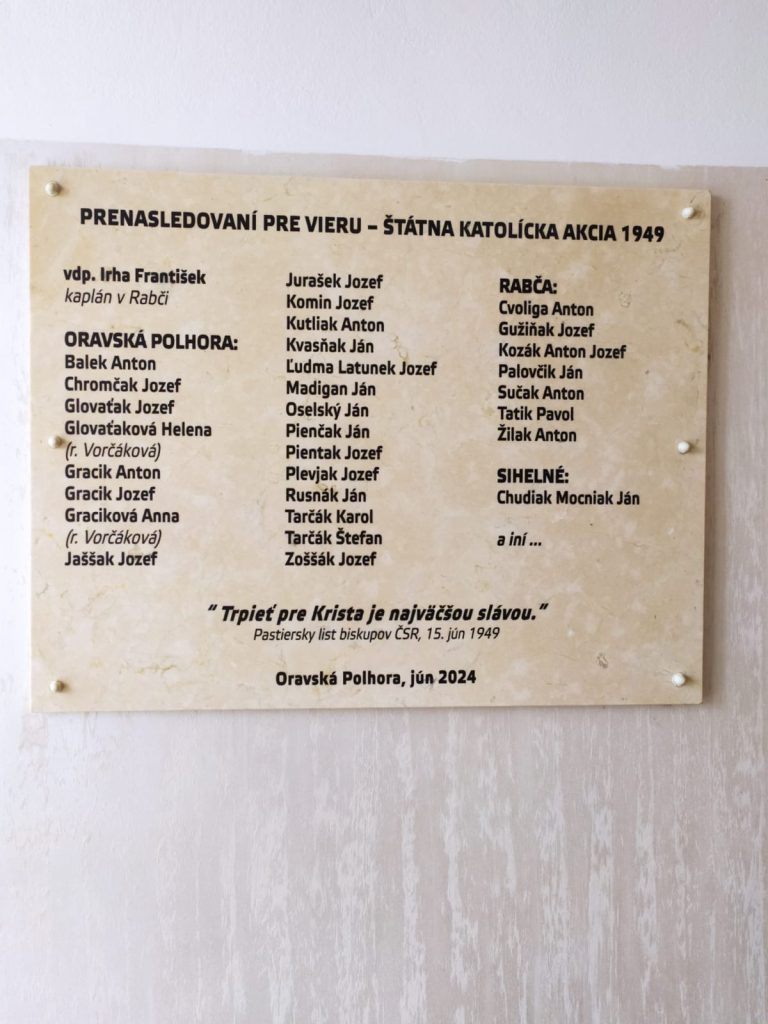 PRENASLEDOVANÍ PRE VIERU – ŠTÁTNA KATOLÍCKA AKCIA 1949
vdp. Irha František
kaplán v Rabči
ORAVSKÁ POLHORA:
Balek Anton
Chromčak Jozef
Glovaťak Jozef
Glovaťaková Helena
(r. Vorčáková)
Gracik Anton
Gracik Jozef
Graciková Anna
(r. Vorčáková)
Jaššak Jozef
Jurašek Jozef
Komin Jozef
Kutliak Anton
Kvasňak Ján
Ľudma Latunek Jozef
Madigan Ján
Oselský Ján
Pienčak Ján
Pientak Jozef
Plevjak Jozef
Rusnák Ján
Tarčák Karol
Tarčák Štefan
Zoššák Jozef
RABČA:
Cvoliga Anton
Gužiňak Jozef
Kozák Anton Jozef
Palovčik Ján
Sučak Anton
Tatik Pavol
Žilak Anton
SIHELNÉ:
Chudiak Mocniak Ján
a iní ...
" Trpieť pre Krista je najväčšou slávou."
Pastiersky list biskupov ČSR, 15. jún 1949
Oravská Polhora, jún 2024